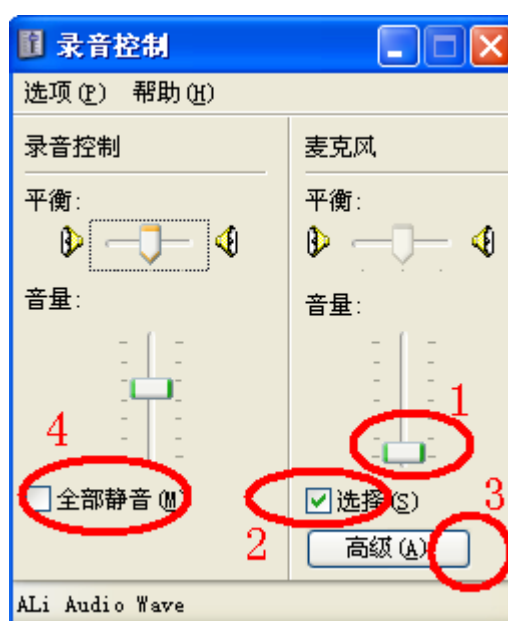 录音控制
选项(P) 帮助(H)
录音控制 麦克风
平衡: 平衡:
音量: 音量:
1
4
全部静音(M) 选择(S) 3
2 高级(A)
ALi Audio Wave